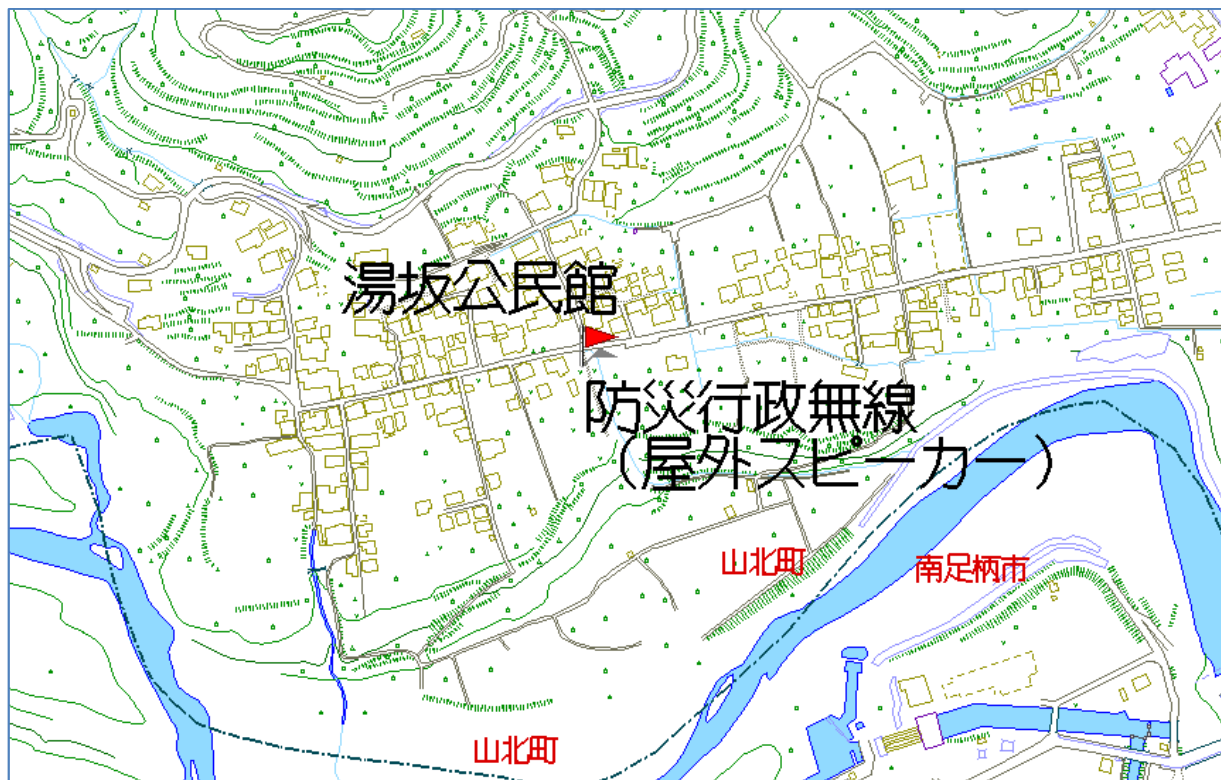 湯坂公民館
防災行政無線
（屋外スピーカー）
山北町
南足柄市
山北町